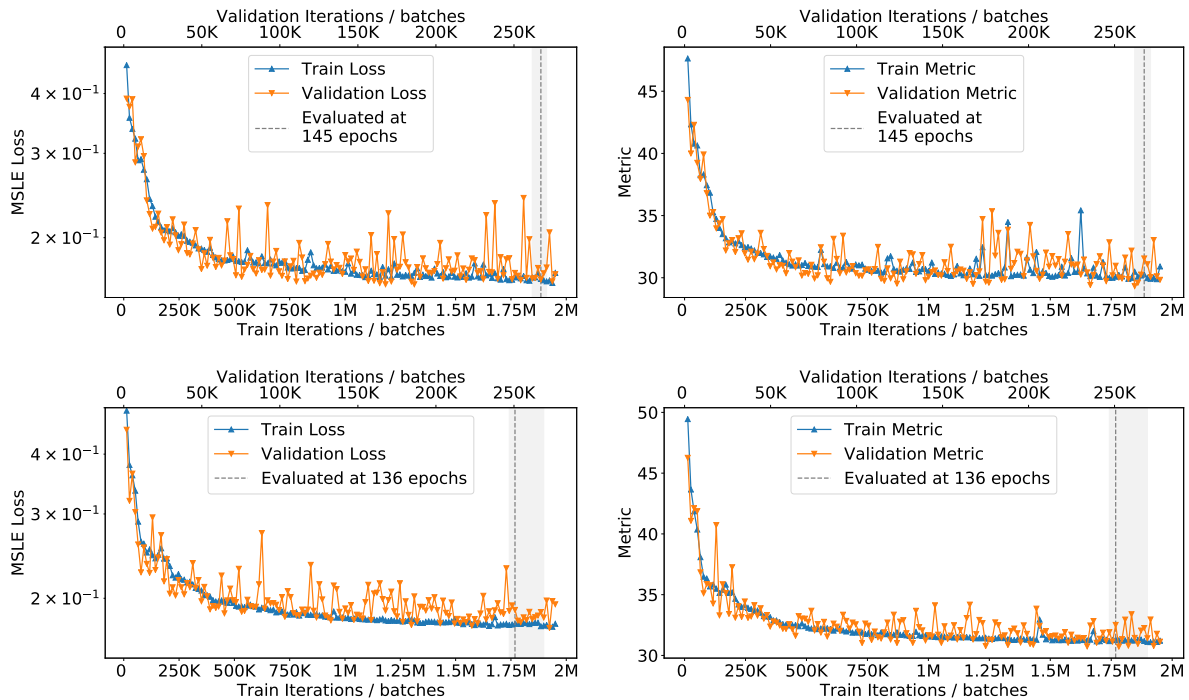 Validation Iterations / batches
0 50K 100K 150K 200K 250K
4 × 10⁻¹
3 × 10⁻¹
2 × 10⁻¹
MSLE Loss
Train Loss
Validation Loss
Evaluated at
145 epochs
0 250K 500K 750K 1M 1.25M 1.5M 1.75M 2M
Train Iterations / batches
Validation Iterations / batches
0 50K 100K 150K 200K 250K
45
40
35
30
Metric
Train Metric
Validation Metric
Evaluated at
145 epochs
0 250K 500K 750K 1M 1.25M 1.5M 1.75M 2M
Train Iterations / batches
Validation Iterations / batches
0 50K 100K 150K 200K 250K
4 × 10⁻¹
3 × 10⁻¹
2 × 10⁻¹
MSLE Loss
Train Loss
Validation Loss
Evaluated at 136 epochs
0 250K 500K 750K 1M 1.25M 1.5M 1.75M 2M
Train Iterations / batches
Validation Iterations / batches
0 50K 100K 150K 200K 250K
50
45
40
35
30
Metric
Train Metric
Validation Metric
Evaluated at 136 epochs
0 250K 500K 750K 1M 1.25M 1.5M 1.75M 2M
Train Iterations / batches